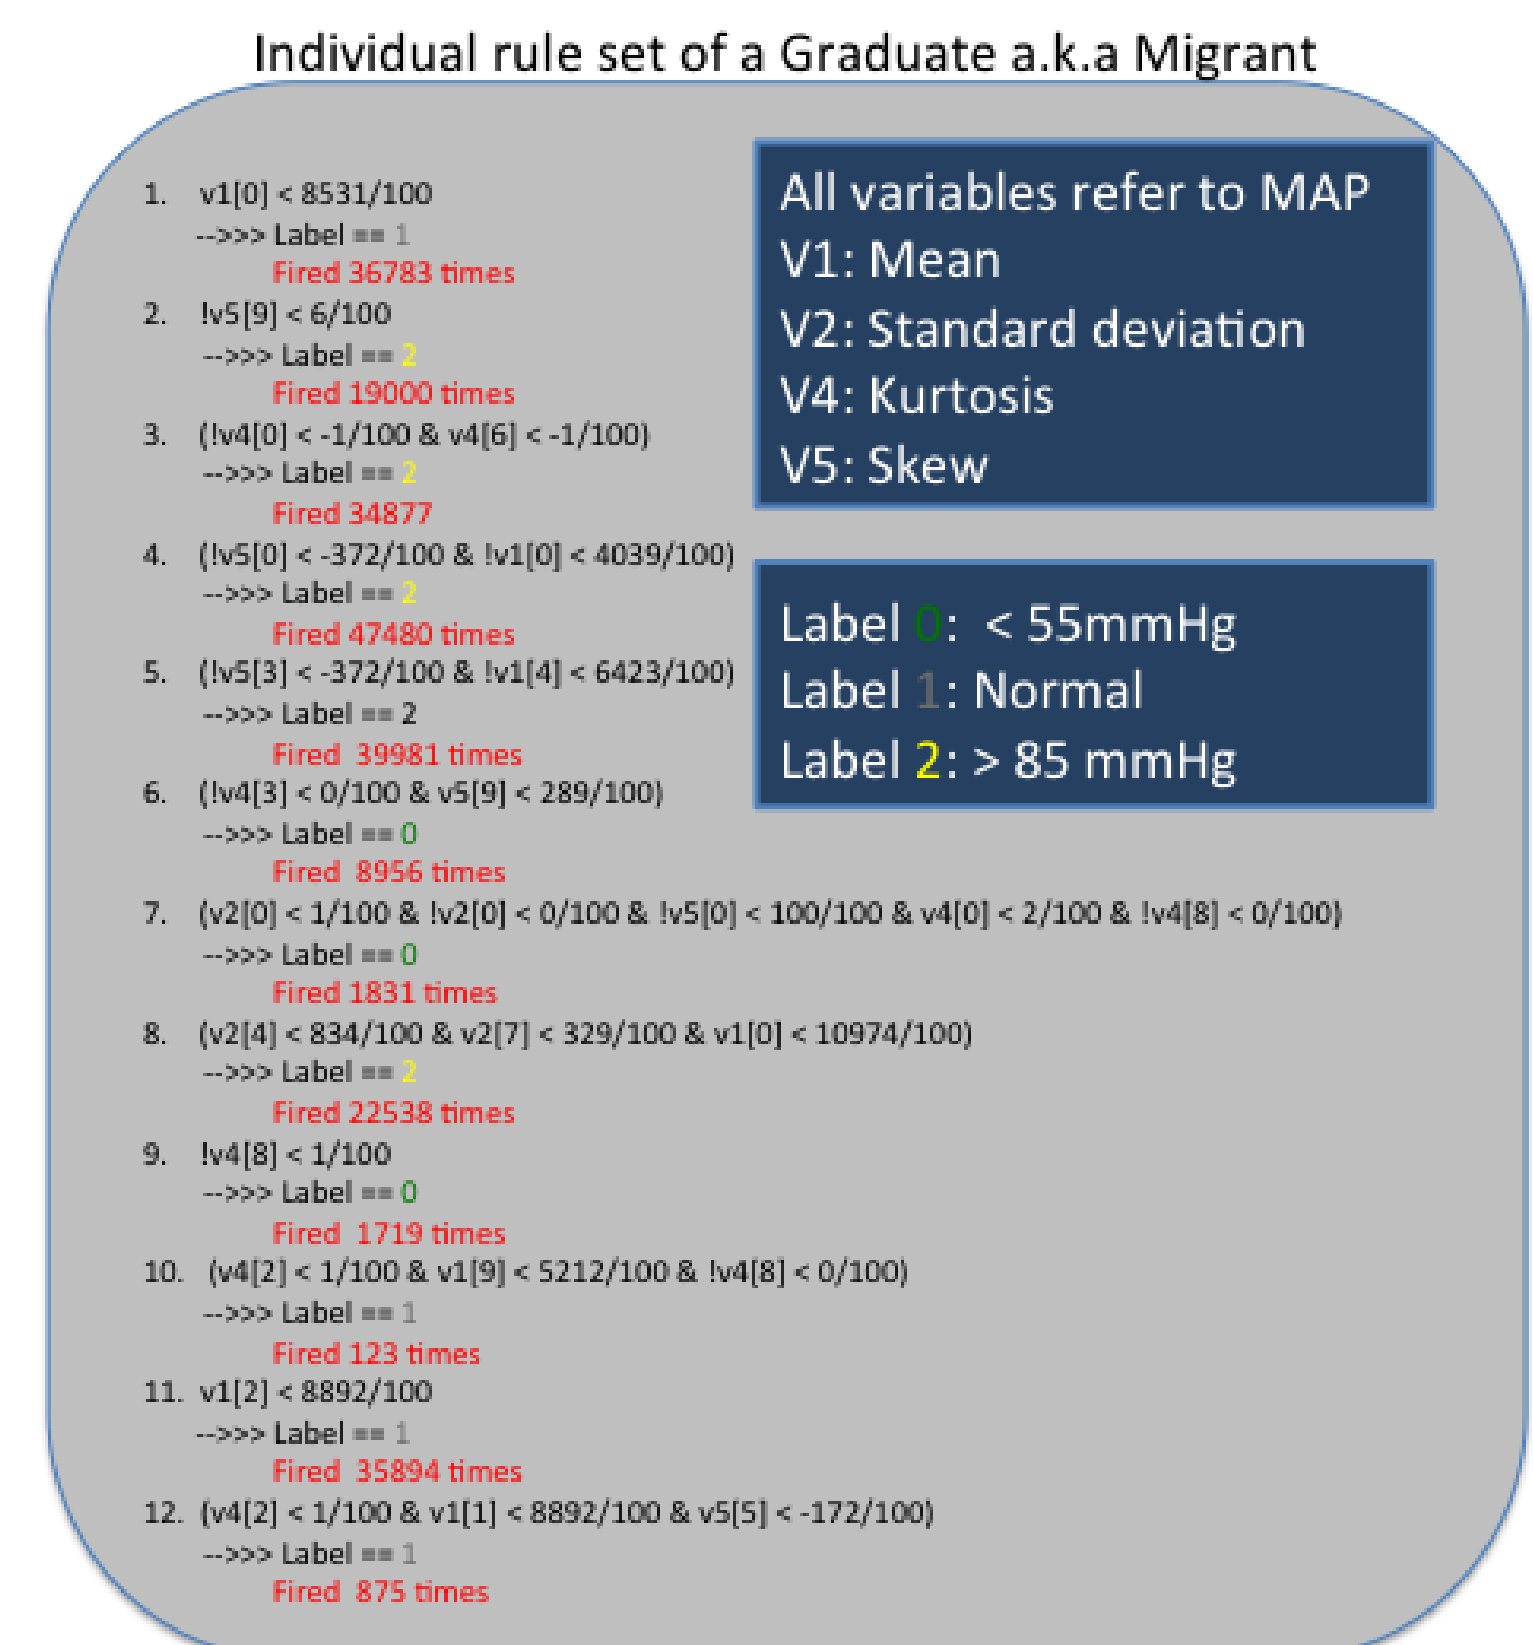 Individual rule set of a Graduate a.k.a Migrant
1. v1[0] < 8531/100
-->>> Label == 1
Fired 36783 times
2. !v5[9] < 6/100
-->>> Label == 2
Fired 19000 times
3. (!v4[0] < -1/100 & v4[6] < -1/100)
-->>> Label == 2
Fired 34877
4. (!v5[0] < -372/100 & !v1[0] < 4039/100)
-->>> Label == 2
Fired 47480 times
5. (!v5[3] < -372/100 & !v1[4] < 6423/100)
-->>> Label == 2
Fired 39981 times
6. (!v4[3] < 0/100 & v5[9] < 289/100)
-->>> Label == 0
Fired 8956 times
7. (v2[0] < 1/100 & !v2[0] < 0/100 & !v5[0] < 100/100 & v4[0] < 2/100 & !v4[8] < 0/100)
-->>> Label == 0
Fired 1831 times
8. (v2[4] < 834/100 & v2[7] < 329/100 & v1[0] < 10974/100)
-->>> Label == 2
Fired 22538 times
9. !v4[8] < 1/100
-->>> Label == 0
Fired 1719 times
10. (v4[2] < 1/100 & v1[9] < 5212/100 & !v4[8] < 0/100)
-->>> Label == 1
Fired 123 times
11. v1[2] < 8892/100
-->>> Label == 1
Fired 35894 times
12. (v4[2] < 1/100 & v1[1] < 8892/100 & v5[5] < -172/100)
-->>> Label == 1
Fired 875 times
All variables refer to MAP
V1: Mean
V2: Standard deviation
V4: Kurtosis
V5: Skew
Label 0: < 55mmHg
Label 1: Normal
Label 2: > 85 mmHg